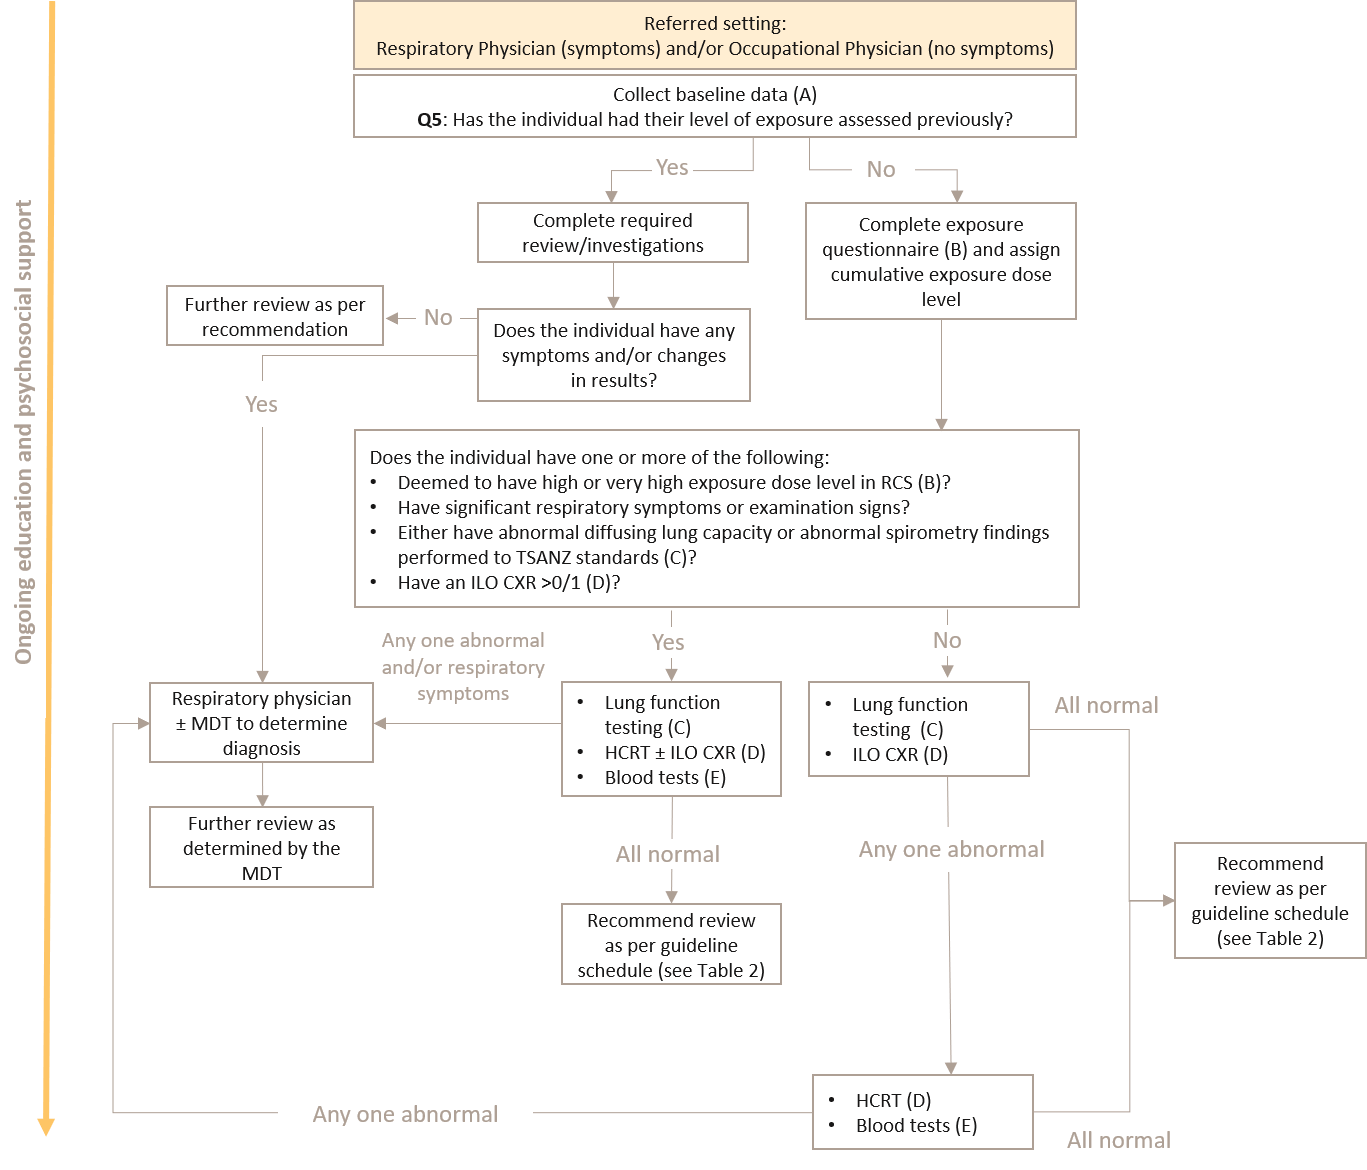 Referred setting:
Respiratory Physician (symptoms) and/or Occupational Physician (no symptoms)
Collect baseline data (A)
Q5: Has the individual had their level of exposure assessed previously?
Yes
No
Complete required
review/investigations
Complete exposure
questionnaire (B) and assign
cumulative exposure dose
level
Further review as per
recommendation
No
Does the individual have any
symptoms and/or changes
in results?
Yes
Ongoing education and psychosocial support
Does the individual have one or more of the following:
• Deemed to have high or very high exposure dose level in RCS (B)?
• Have significant respiratory symptoms or examination signs?
• Either have abnormal diffusing lung capacity or abnormal spirometry findings
performed to TSANZ standards (C)?
• Have an ILO CXR >0/1 (D)?
Any one abnormal
and/or respiratory
symptoms
Yes
No
Respiratory physician
± MDT to determine
diagnosis
• Lung function
testing (C)
• HCRT ± ILO CXR (D)
• Blood tests (E)
• Lung function
testing (C)
• ILO CXR (D)
All normal
Further review as
determined by the
MDT
All normal
Any one abnormal
Recommend review
as per guideline
schedule (see Table 2)
Recommend
review as per
guideline schedule
(see Table 2)
• HCRT (D)
• Blood tests (E)
Any one abnormal
All normal